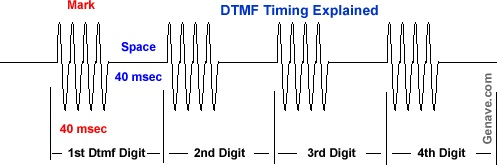 DTMF Timing Explained
Mark
Space
40 msec
40 msec
1st Dtmf Digit
2nd Digit
3rd Digit
4th Digit
Genave.com